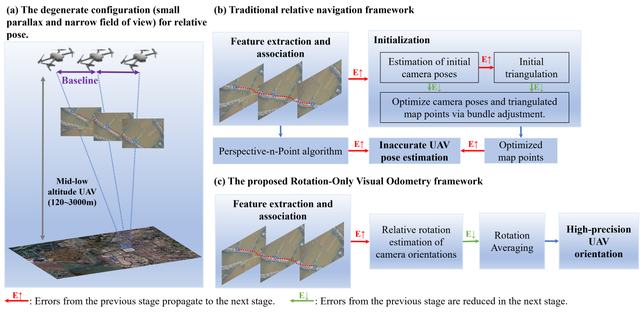 (a) The degenerate configuration (small
parallax and narrow field of view) for relative
pose.
Baseline
Mid-low
altitude UAV
(120~3000m)
(b) Traditional relative navigation framework
Feature extraction and
association
E↑
Initialization
Estimation of initial
camera poses
E↑
Initial
triangulation
E↓
E↓
Optimize camera poses and triangulated
map points via bundle adjustment.
Perspective-n-Point algorithm
E↑
Inaccurate UAV
pose estimation
E↑
Optimized
map points
(c) The proposed Rotation-Only Visual Odometry framework
Feature extraction and
association
E↑
Relative rotation
estimation of
camera orientations
E↓
Rotation
Averaging
High-precision
UAV
orientation
E↑ : Errors from the previous stage propagate to the next stage.
E↓ : Errors from the previous stage are reduced in the next stage.